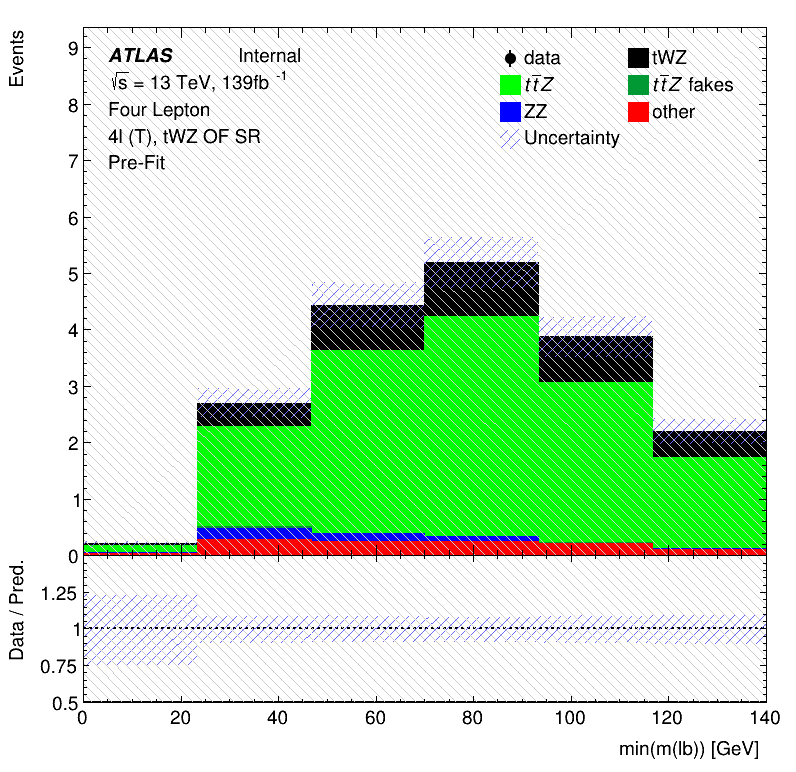 Events
9
8
7
6
5
4
3
2
1
0
ATLAS Internal
√s = 13 TeV, 139fb -1
Four Lepton
4l (T), tWZ OF SR
Pre-Fit
data tWZ
tt̄Z tt̄Z fakes
ZZ other
Uncertainty
Data / Pred.
1.25
1
0.75
0.5
0 20 40 60 80 100 120 140
min(m(lb)) [GeV]